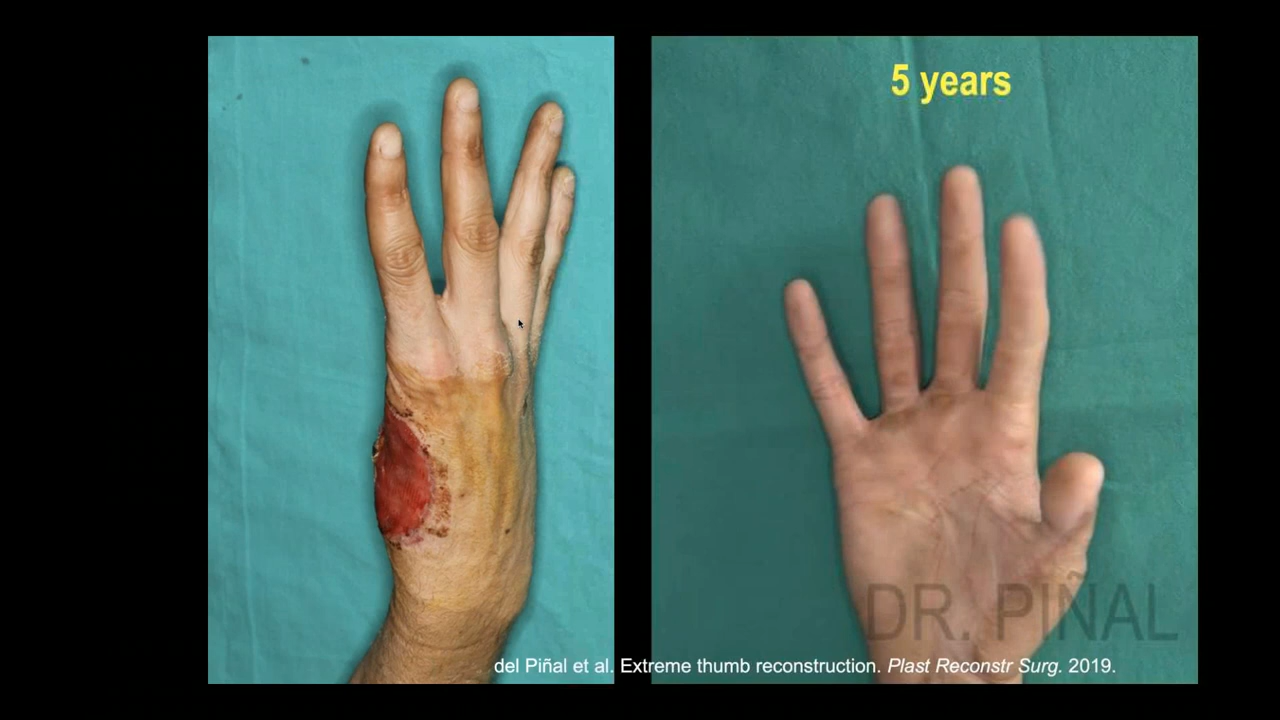 5 years
DR. PIÑAL
del Piñal et al. Extreme thumb reconstruction. Plast Reconstr Surg. 2019.